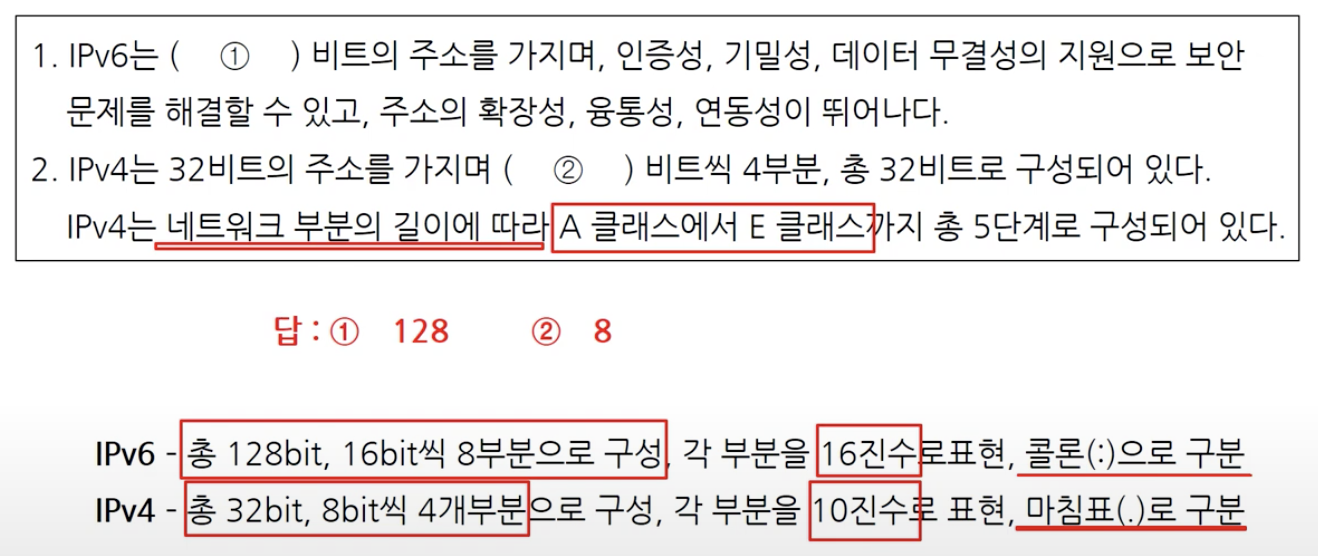 1. IPv6는 ( ① ) 비트의 주소를 가지며, 인증성, 기밀성, 데이터 무결성의 지원으로 보안
문제를 해결할 수 있고, 주소의 확장성, 융통성, 연동성이 뛰어나다.
2. IPv4는 32비트의 주소를 가지며 ( ② ) 비트씩 4부분, 총 32비트로 구성되어 있다.
IPv4는 네트워크 부분의 길이에 따라 A 클래스에서 E 클래스까지 총 5단계로 구성되어 있다.
답 : ① 128 ② 8
IPv6 - 총 128bit, 16bit씩 8부분으로 구성, 각 부분을 16진수로표현, 콜론(:)으로 구분
IPv4 - 총 32bit, 8bit씩 4개부분으로 구성, 각 부분을 10진수로 표현, 마침표(.)로 구분